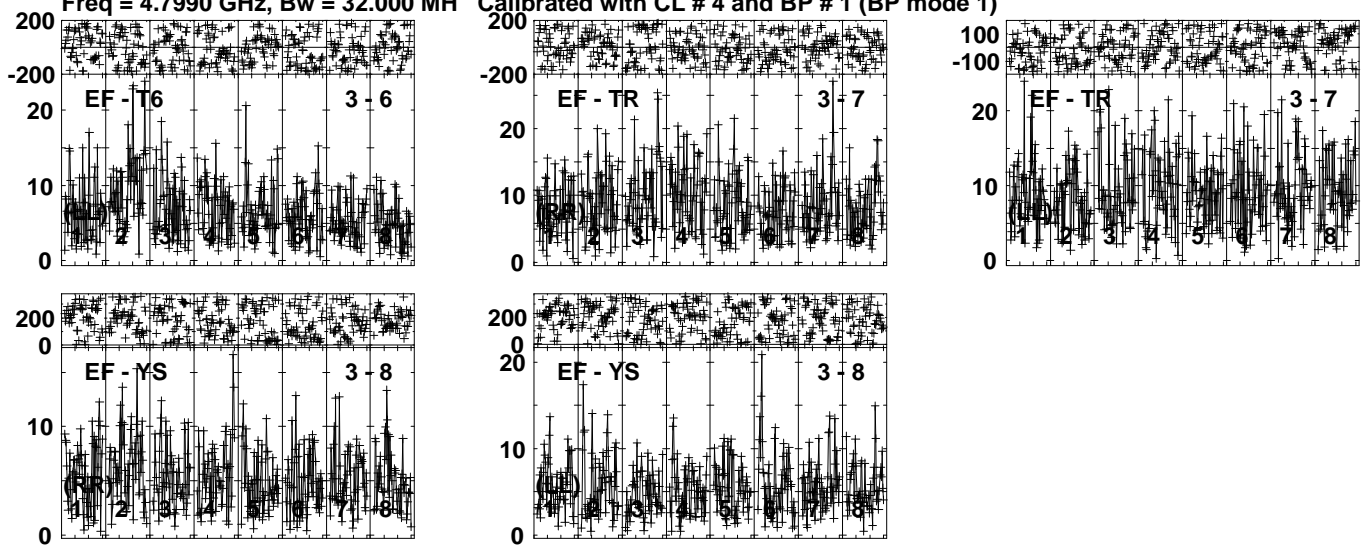 Freq = 4.7990 GHz, Bw = 32.000 MH Calibrated with CL # 4 and BP # 1 (BP mode 1)
200
-200
EF - T6 3 - 6
20
10
0
(LL)
1 2 3 4 5 6 7 8
200
-200
EF - TR 3 - 7
20
10
0
(RR)
1 2 3 4 5 6 7 8
100
-100
EF - TR 3 - 7
20
10
0
(LL)
1 2 3 4 5 6 7 8
200
0
EF - YS 3 - 8
10
0
(RR)
1 2 3 4 5 6 7 8
200
0
EF - YS 3 - 8
20
10
0
(LL)
1 2 3 4 5 6 7 8